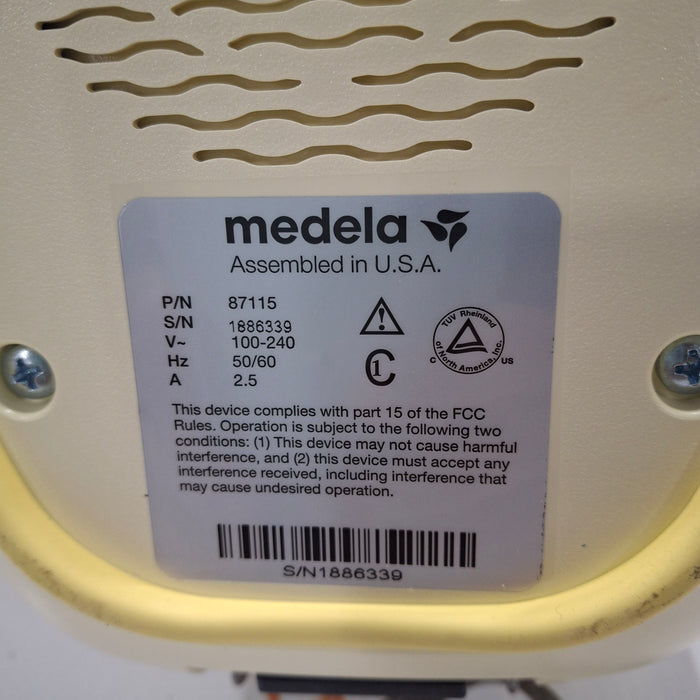 medela
Assembled in U.S.A.
P/N 87115
S/N 1886339
V~ 100-240
Hz 50/60
A 2.5
TÜV Rheinland
of North America, Inc.
C US
1
This device complies with part 15 of the FCC
Rules. Operation is subject to the following two
conditions: (1) This device may not cause harmful
interference, and (2) this device must accept any
interference received, including interference that
may cause undesired operation.
S/N1886339